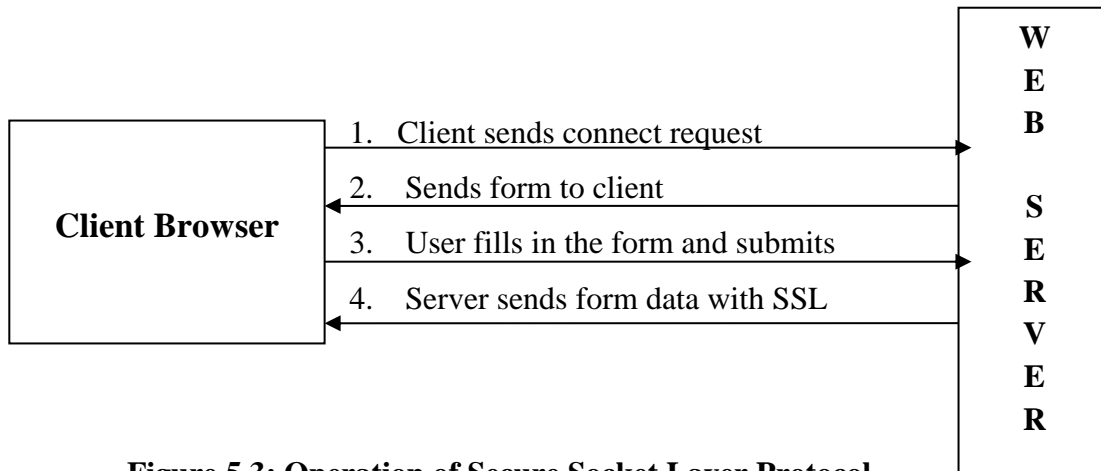 1. Client sends connect request
2. Sends form to client
Client Browser
3. User fills in the form and submits
4. Server sends form data with SSL
W
E
B
S
E
R
V
E
R
Figure 5.3: Operation of Secure Socket Layer Protocol